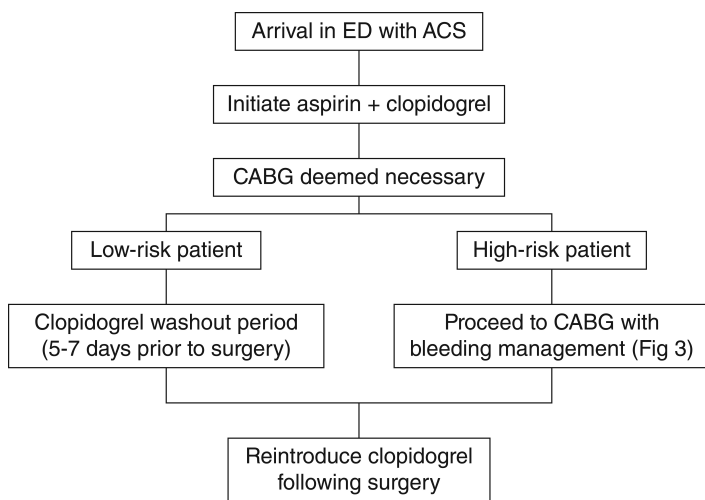 Arrival in ED with ACS
Initiate aspirin + clopidogrel
CABG deemed necessary
Low-risk patient
High-risk patient
Clopidogrel washout period
(5-7 days prior to surgery)
Proceed to CABG with
bleeding management (Fig 3)
Reintroduce clopidogrel
following surgery